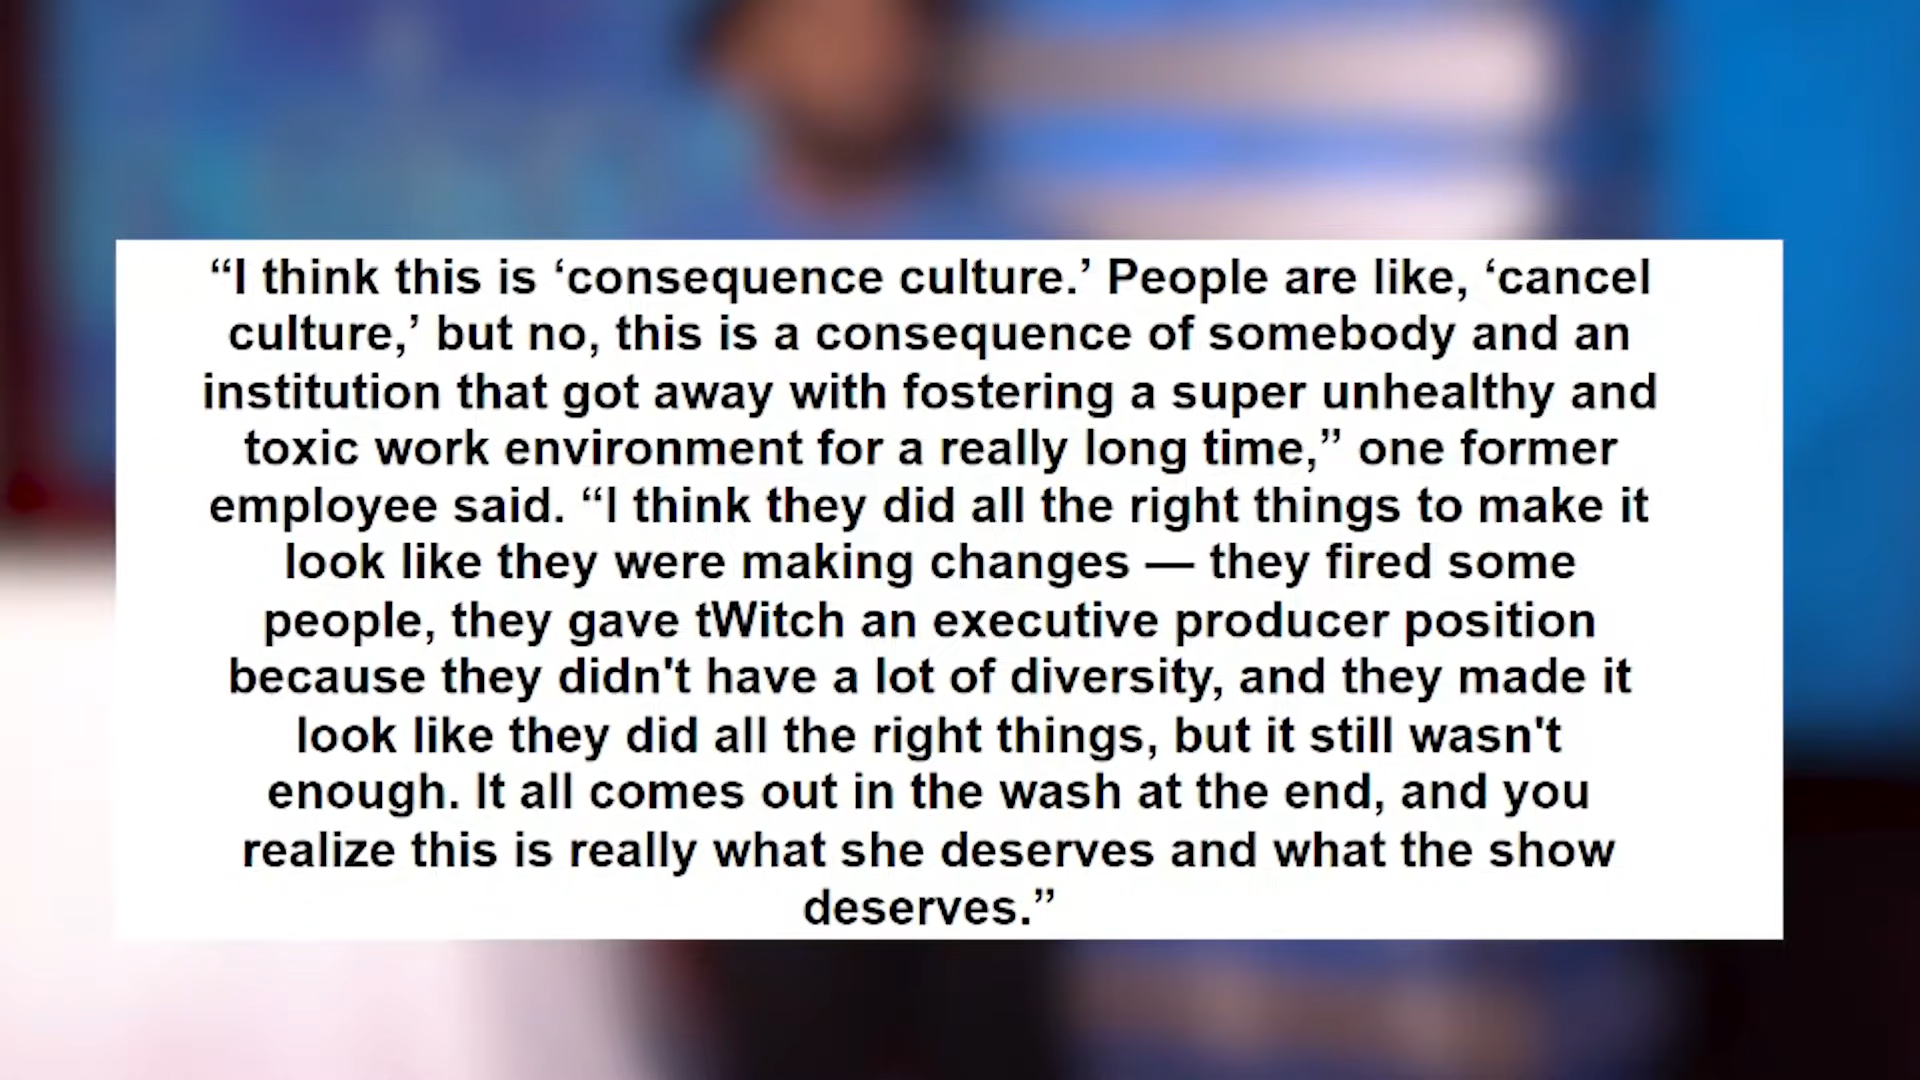 “I think this is ‘consequence culture.’ People are like, ‘cancel
culture,’ but no, this is a consequence of somebody and an
institution that got away with fostering a super unhealthy and
toxic work environment for a really long time,” one former
employee said. “I think they did all the right things to make it
look like they were making changes — they fired some
people, they gave tWitch an executive producer position
because they didn't have a lot of diversity, and they made it
look like they did all the right things, but it still wasn't
enough. It all comes out in the wash at the end, and you
realize this is really what she deserves and what the show
deserves.”